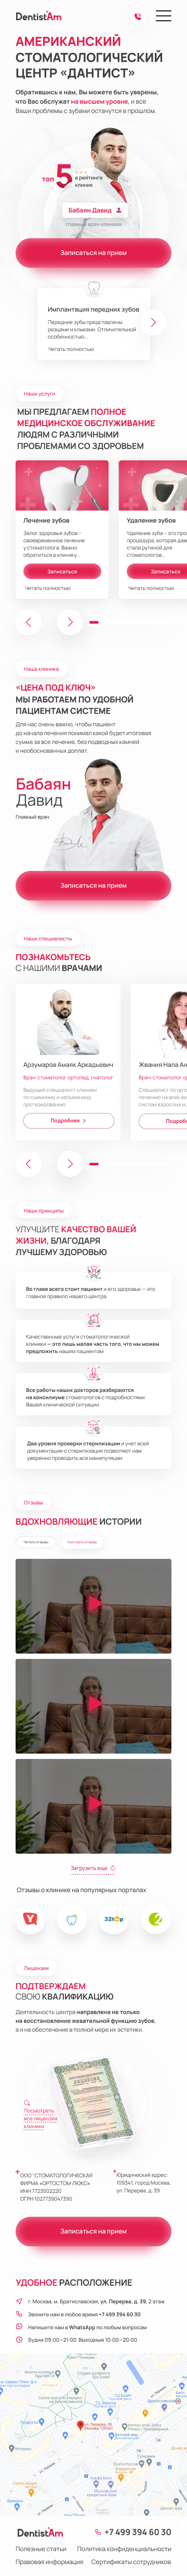 DentistAm
АМЕРИКАНСКИЙ
СТОМАТОЛОГИЧЕСКИЙ
ЦЕНТР «ДАНТИСТ»
Обратившись к нам, Вы можете быть уверены,
что Вас обслужат на высшем уровне, и все
Ваши проблемы с зубами останутся в прошлом.
топ 5 в рейтинге
клиник
Бабаян Давид
главный врач клиники
Записаться на прием
Имплантация передних зубов
Передние зубы представлены
резцами и клыками. Отличительной
особенностью...
Читать полностью
Наши услуги
МЫ ПРЕДЛАГАЕМ ПОЛНОЕ
МЕДИЦИНСКОЕ ОБСЛУЖИВАНИЕ
ЛЮДЯМ С РАЗЛИЧНЫМИ
ПРОБЛЕМАМИ СО ЗДОРОВЬЕМ
Лечение зубов
Залог здоровья зубов –
своевременное лечение
у стоматолога. Важно
обратиться в клинику...
Записаться
Читать полностью
Удаление зубов
Удаление зуба – это
процедура, которая
стала рутиной для
стоматологов...
Записаться
Читать полностью
Наша клиника
«ЦЕНА ПОД КЛЮЧ»
МЫ РАБОТАЕМ ПО УДОБНОЙ
ПАЦИЕНТАМ СИСТЕМЕ
Для нас очень важно, чтобы пациент
до начала лечения понимал какой будет итоговая
сумма за все лечение, без подводных камней
и необоснованных доплат.
Бабаян
Давид
Главный врач
Записаться на прием
Наши специалисты
ПОЗНАКОМЬТЕСЬ
С НАШИМИ ВРАЧАМИ
Арзумаров Амаяк Аркадьевич
Врач-стоматолог ортопед, гнатолог
Ведущий специалист клиники
по съемному и несъемному
протезированию
Подробнее
Жвания Нала
Врач-стоматолог
Специалист по
лечению на всех
систем взрослых и
Наши принципы
УЛУЧШИТЕ КАЧЕСТВО ВАШЕЙ
ЖИЗНИ, БЛАГОДАРЯ
ЛУЧШЕМУ ЗДОРОВЬЮ
Во главе всего стоит пациент и его здоровье — это
главное правило нашего центра
Качественные услуги стоматологической
клиники — это лишь малая часть того, что мы можем
предложить нашим пациентам
Все работы наших докторов разбираются
на консилиуме стоматологов с подробностями
Вашей клинической ситуации
Два уровня проверки стерилизации и учет всей
документации о стерилизации позволяют нам
уверенно проводить все манипуляции
Отзывы
ВДОХНОВЛЯЮЩИЕ ИСТОРИИ
Читать отзывы
Смотреть отзывы
Загрузить еще
Отзывы о клинике на популярных порталах
32top
Лицензии
ПОДТВЕРЖДАЕМ
СВОЮ КВАЛИФИКАЦИЮ
Деятельность центра направлена не только
на восстановление жевательной функции зубов,
а и на обеспечение в полной мере их эстетики.
Посмотреть
все лицензии
клиники
ООО "СТОМАТОЛОГИЧЕСКАЯ
ФИРМА «ОРТОСТОМ ЛЮКС»
ИНН 7723502220
ОГРН 1027739047390
Юридический адрес:
109341, город Москва,
ул. Перерва, д. 39
Записаться на прием
УДОБНОЕ РАСПОЛОЖЕНИЕ
г. Москва, м. Братиславская, ул. Перерва, д. 39, 2 этаж
Звоните нам в любое время +7 499 394 60 30
Напишите нам в WhatsApp по любым вопросам
Будни 09:00–21:00 Выходные 10:00–20:00
DentistAm
+7 499 394 60 30
Полезные статьи
Политика конфиденциальности
Правовая информация
Сертификаты сотрудников